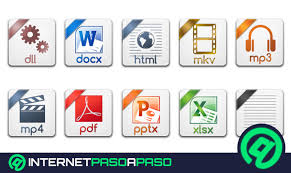 dll
docx
html
mkv
mp3
mp4
pdf
pptx
xlsx
INTERNETPASOAPASO